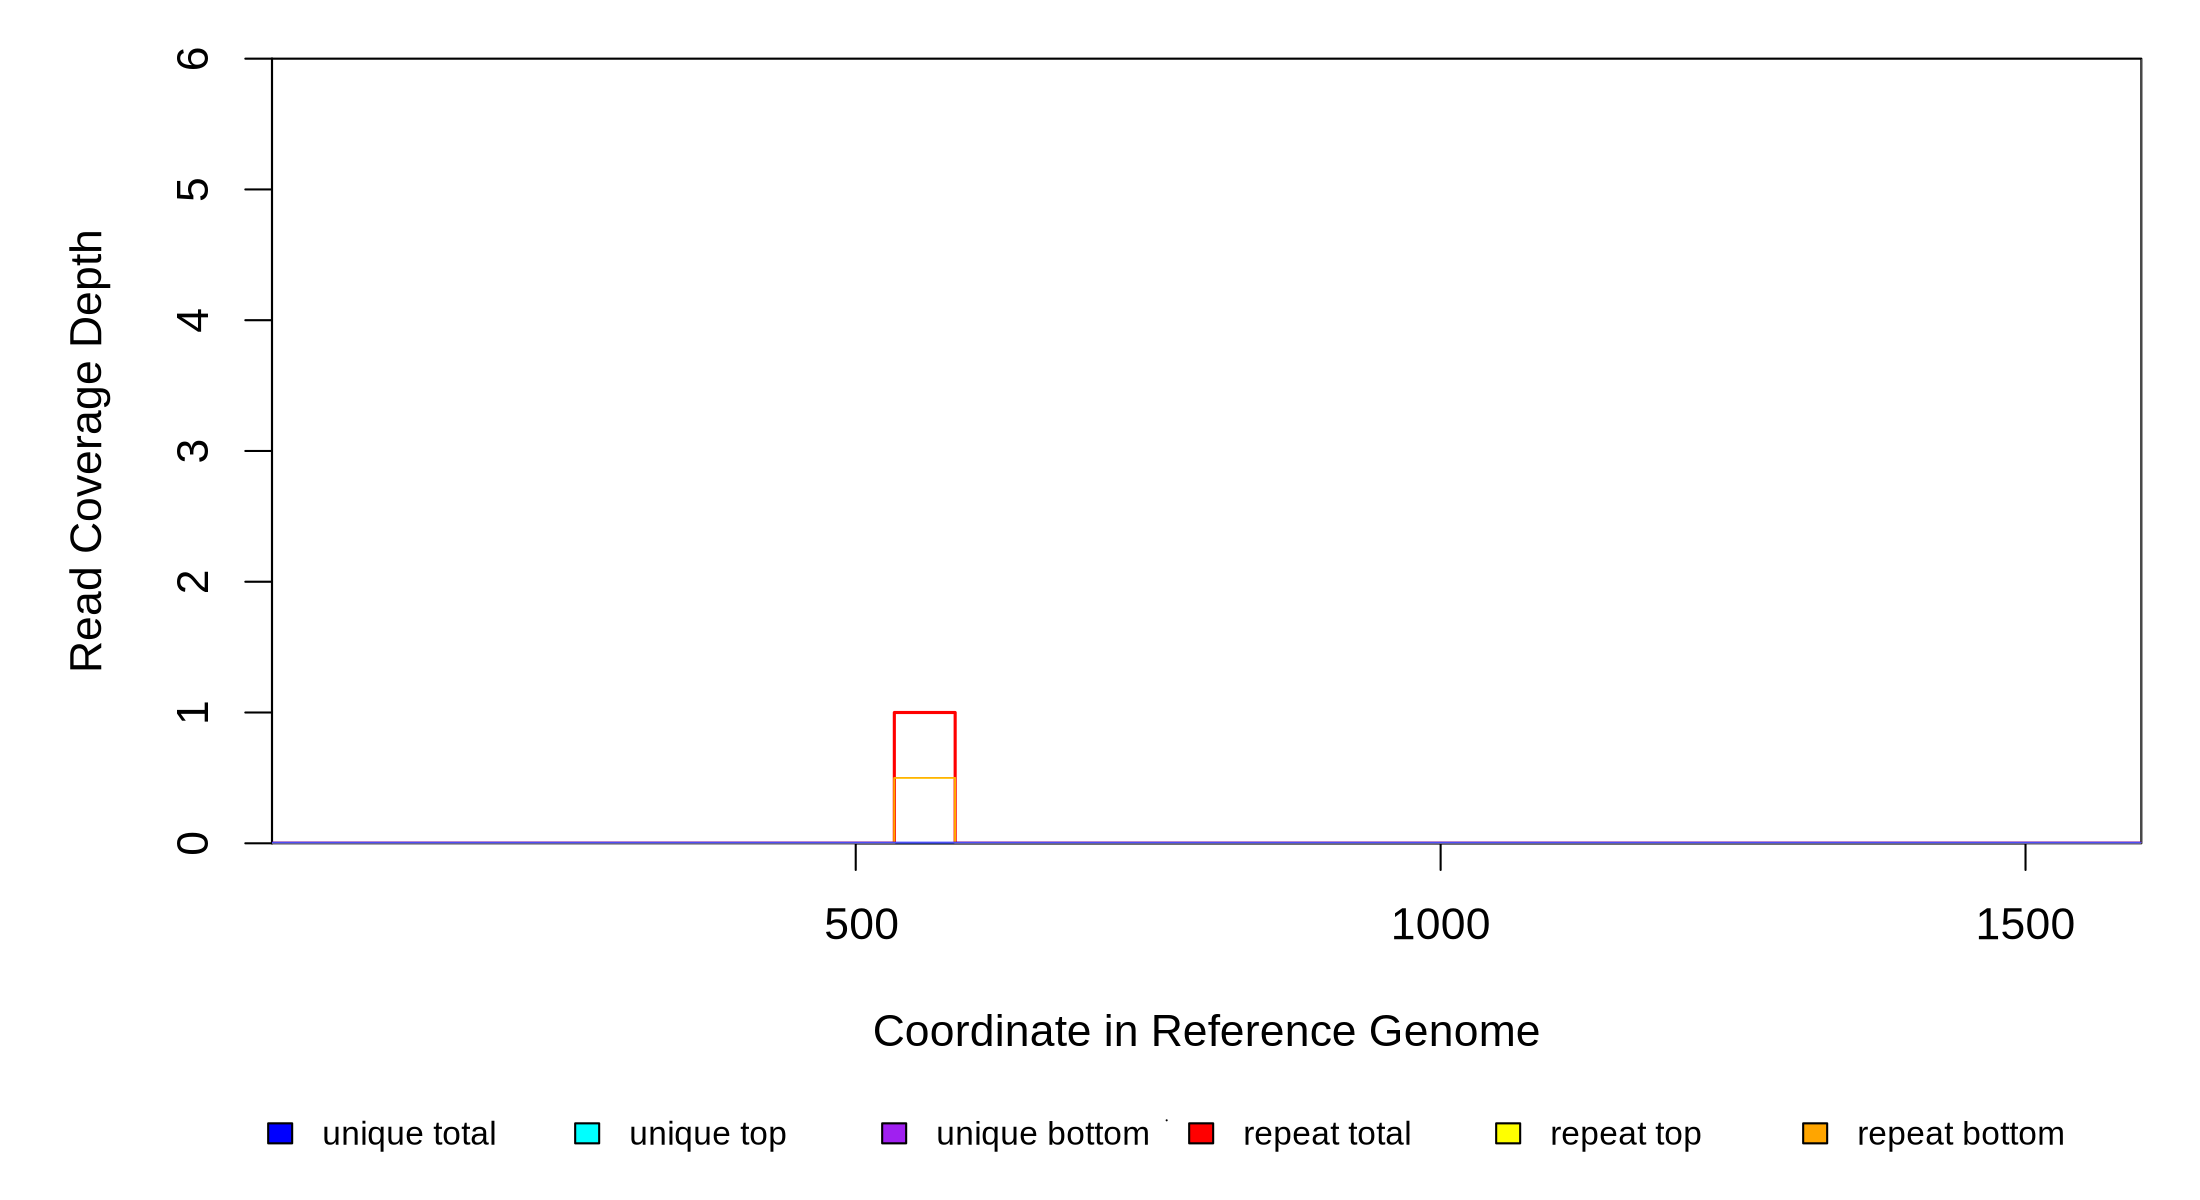 6
5
4
3
2
1
0
Read Coverage Depth
500 1000 1500
Coordinate in Reference Genome
unique total unique top unique bottom repeat total repeat top repeat bottom